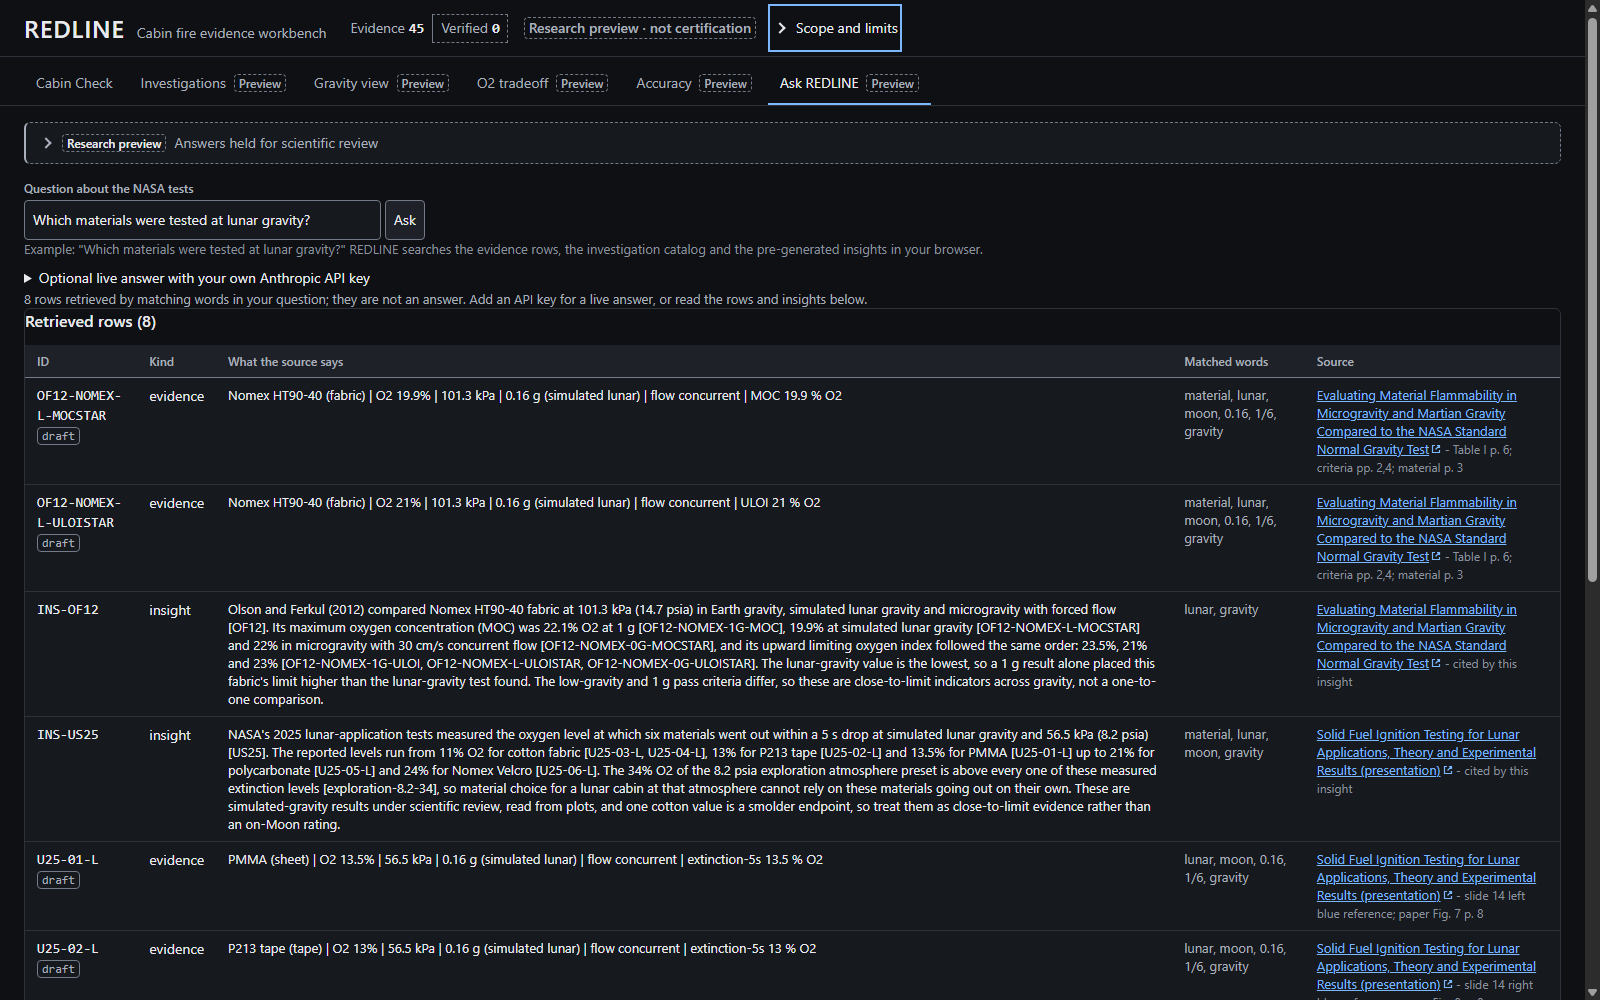 REDLINE Cabin fire evidence workbench Evidence 45 Verified 0 Research preview · not certification Scope and limits
Cabin Check Investigations Preview Gravity view Preview O2 tradeoff Preview Accuracy Preview Ask REDLINE Preview
Research preview Answers held for scientific review
Question about the NASA tests
Which materials were tested at lunar gravity? Ask
Example: "Which materials were tested at lunar gravity?" REDLINE searches the evidence rows, the investigation catalog and the pre-generated insights in your browser.
Optional live answer with your own Anthropic API key
8 rows retrieved by matching words in your question; they are not an answer. Add an API key for a live answer, or read the rows and insights below.
Retrieved rows (8)
ID Kind What the source says Matched words Source
OF12-NOMEX-
L-MOCSTAR
draft
evidence
Nomex HT90-40 (fabric) | O2 19.9% | 101.3 kPa | 0.16 g (simulated lunar) | flow concurrent | MOC 19.9 % O2
material, lunar,
moon, 0.16, 1/6,
gravity
Evaluating Material Flammability in
Microgravity and Martian Gravity
Compared to the NASA Standard
Normal Gravity Test - Table I p. 6;
criteria pp. 2,4; material p. 3
OF12-NOMEX-
L-ULOISTAR
draft
evidence
Nomex HT90-40 (fabric) | O2 21% | 101.3 kPa | 0.16 g (simulated lunar) | flow concurrent | ULOI 21 % O2
material, lunar,
moon, 0.16, 1/6,
gravity
Evaluating Material Flammability in
Microgravity and Martian Gravity
Compared to the NASA Standard
Normal Gravity Test - Table I p. 6;
criteria pp. 2,4; material p. 3
INS-OF12
insight
Olson and Ferkul (2012) compared Nomex HT90-40 fabric at 101.3 kPa (14.7 psia) in Earth gravity, simulated lunar gravity and microgravity with forced flow
[OF12]. Its maximum oxygen concentration (MOC) was 22.1% O2 at 1 g [OF12-NOMEX-1G-MOC], 19.9% at simulated lunar gravity [OF12-NOMEX-L-MOCSTAR]
and 22% in microgravity with 30 cm/s concurrent flow [OF12-NOMEX-0G-MOCSTAR], and its upward limiting oxygen index followed the same order: 23.5%, 21%
and 23% [OF12-NOMEX-1G-ULOI, OF12-NOMEX-L-ULOISTAR, OF12-NOMEX-0G-ULOISTAR]. The lunar-gravity value is the lowest, so a 1 g result alone placed this
fabric's limit higher than the lunar-gravity test found. The low-gravity and 1 g pass criteria differ, so these are close-to-limit indicators across gravity, not a one-to-
one comparison.
lunar, gravity
Evaluating Material Flammability in
Microgravity and Martian Gravity
Compared to the NASA Standard
Normal Gravity Test - cited by this
insight
INS-US25
insight
NASA's 2025 lunar-application tests measured the oxygen level at which six materials went out within a 5 s drop at simulated lunar gravity and 56.5 kPa (8.2 psia)
[US25]. The reported levels run from 11% O2 for cotton fabric [U25-03-L, U25-04-L], 13% for P213 tape [U25-02-L] and 13.5% for PMMA [U25-01-L] up to 21% for
polycarbonate [U25-05-L] and 24% for Nomex Velcro [U25-06-L]. The 34% O2 of the 8.2 psia exploration atmosphere preset is above every one of these measured
extinction levels [exploration-8.2-34], so material choice for a lunar cabin at that atmosphere cannot rely on these materials going out on their own. These are
simulated-gravity results under scientific review, read from plots, and one cotton value is a smolder endpoint, so treat them as close-to-limit evidence rather than
an on-Moon rating.
material, lunar,
moon, gravity
Solid Fuel Ignition Testing for Lunar
Applications, Theory and Experimental
Results (presentation) - cited by this
insight
U25-01-L
draft
evidence
PMMA (sheet) | O2 13.5% | 56.5 kPa | 0.16 g (simulated lunar) | flow concurrent | extinction-5s 13.5 % O2
lunar, moon, 0.16,
1/6, gravity
Solid Fuel Ignition Testing for Lunar
Applications, Theory and Experimental
Results (presentation) - slide 14 left
blue reference; paper Fig. 7 p. 8
U25-02-L
draft
evidence
P213 tape (tape) | O2 13% | 56.5 kPa | 0.16 g (simulated lunar) | flow concurrent | extinction-5s 13 % O2
lunar, moon, 0.16,
1/6, gravity
Solid Fuel Ignition Testing for Lunar
Applications, Theory and Experimental
Results (presentation) - slide 14 right